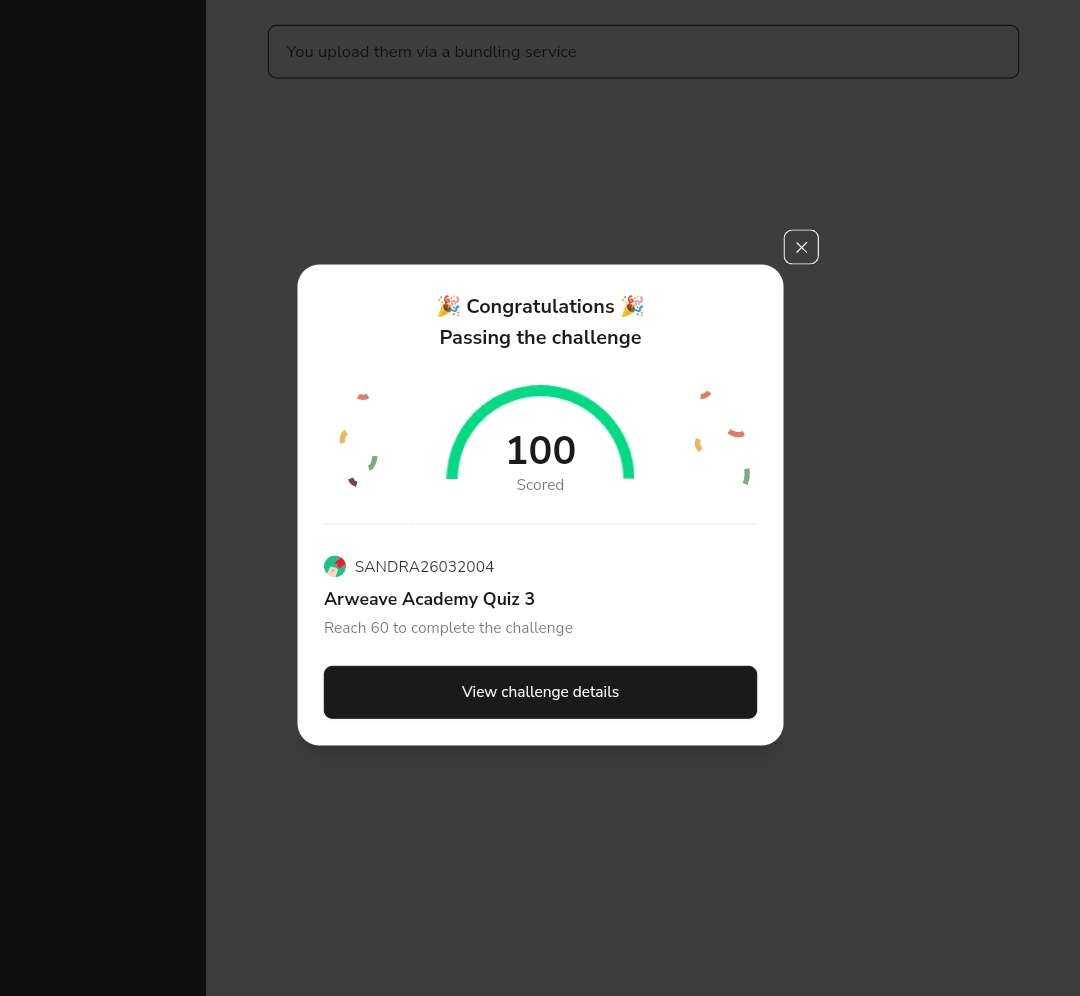 You upload them via a bundling service
🎉 Congratulations 🎉
Passing the challenge
100
Scored
SANDRA26032004
Arweave Academy Quiz 3
Reach 60 to complete the challenge
View challenge details